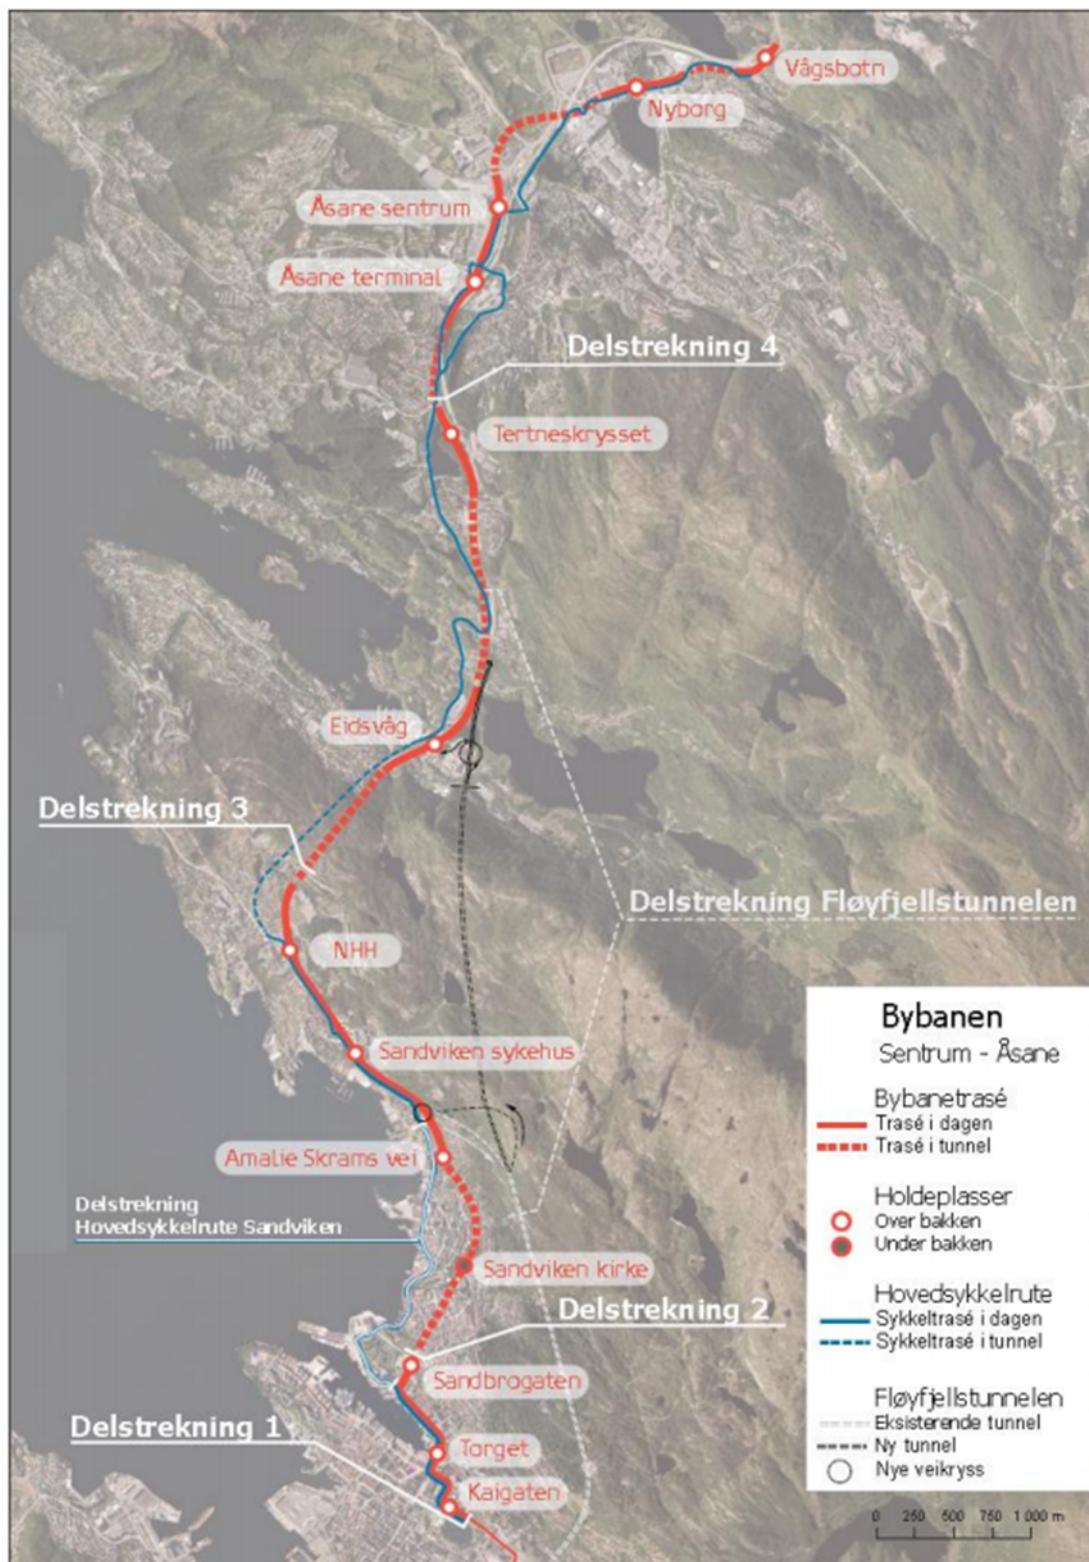 Vågsbotn
Nyborg
Åsane sentrum
Åsane terminal
Delstrekning 4
Tertneskrysset
Eidsvåg
Delstrekning 3
Delstrekning Fløyfjellstunnelen
NHH
Sandviken sykehus
Amalie Skrams vei
Delstrekning
Hovedsykkelrute Sandviken
Sandviken kirke
Delstrekning 2
Sandbrogaten
Delstrekning 1
Torget
Kaigaten
Bybanen
Sentrum - Åsane
Bybanetrasé
Trasé i dagen
Trasé i tunnel
Holdeplasser
Over bakken
Under bakken
Hovedsykkelrute
Sykkeltrasé i dagen
Sykkeltrasé i tunnel
Fløyfjellstunnelen
Eksisterende tunnel
Ny tunnel
Nye veikryss
0 250 500 750 1 000 m